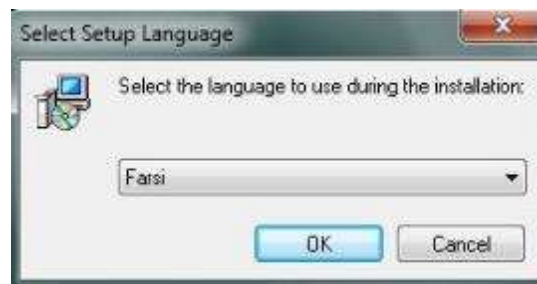 Select Setup Language
Select the language to use during the installation:
Farsi
OK
Cancel